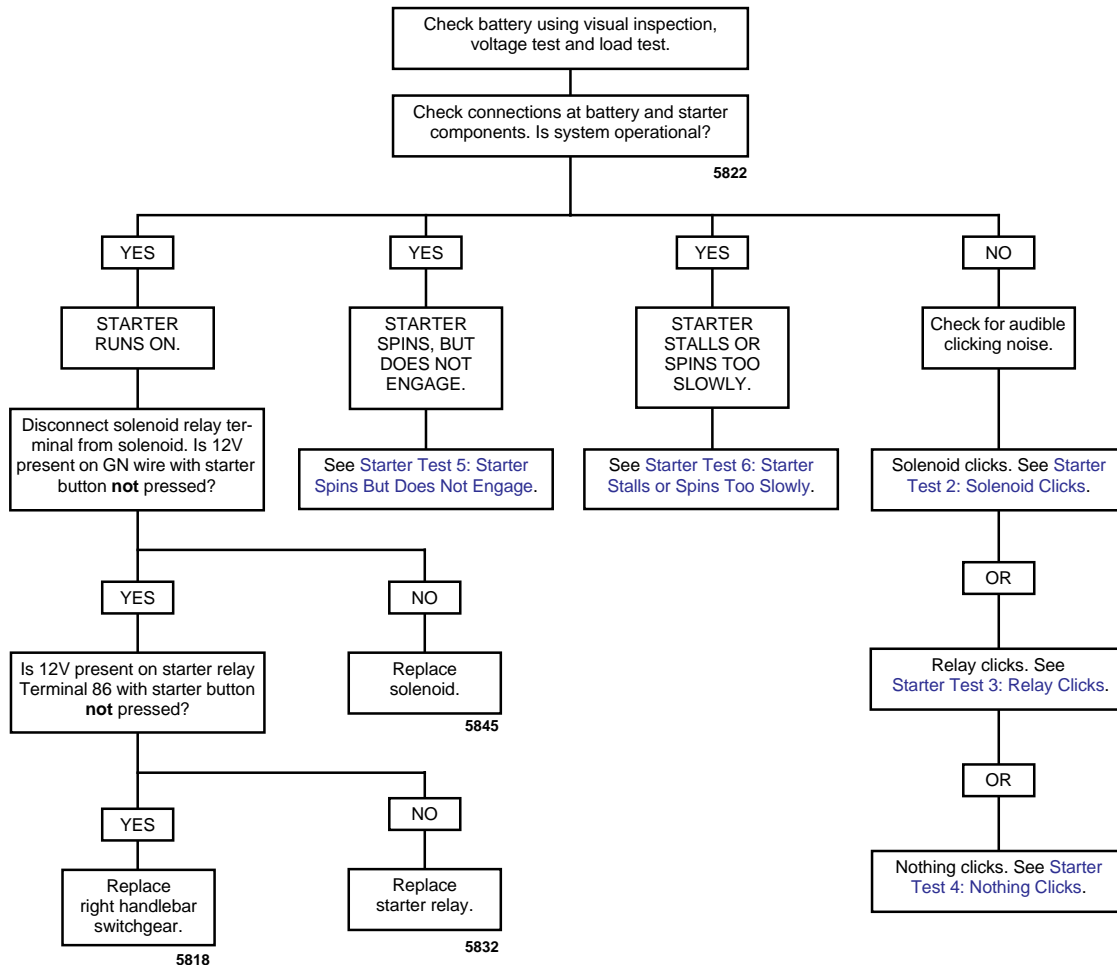 Check battery using visual inspection,
voltage test and load test.
Check connections at battery and starter
components. Is system operational?
5822
YES
YES
YES
NO
STARTER
RUNS ON.
STARTER
SPINS, BUT
DOES NOT
ENGAGE.
STARTER
STALLS OR
SPINS TOO
SLOWLY.
Check for audible
clicking noise.
Disconnect solenoid relay ter-
minal from solenoid. Is 12V
present on GN wire with starter
button not pressed?
See Starter Test 5: Starter
Spins But Does Not Engage.
See Starter Test 6: Starter
Stalls or Spins Too Slowly.
Solenoid clicks. See Starter
Test 2: Solenoid Clicks.
YES
NO
OR
Is 12V present on starter relay
Terminal 86 with starter button
not pressed?
Replace
solenoid.
5845
Relay clicks. See
Starter Test 3: Relay Clicks.
YES
NO
OR
Replace
right handlebar
switchgear.
5818
Replace
starter relay.
5832
Nothing clicks. See Starter
Test 4: Nothing Clicks.